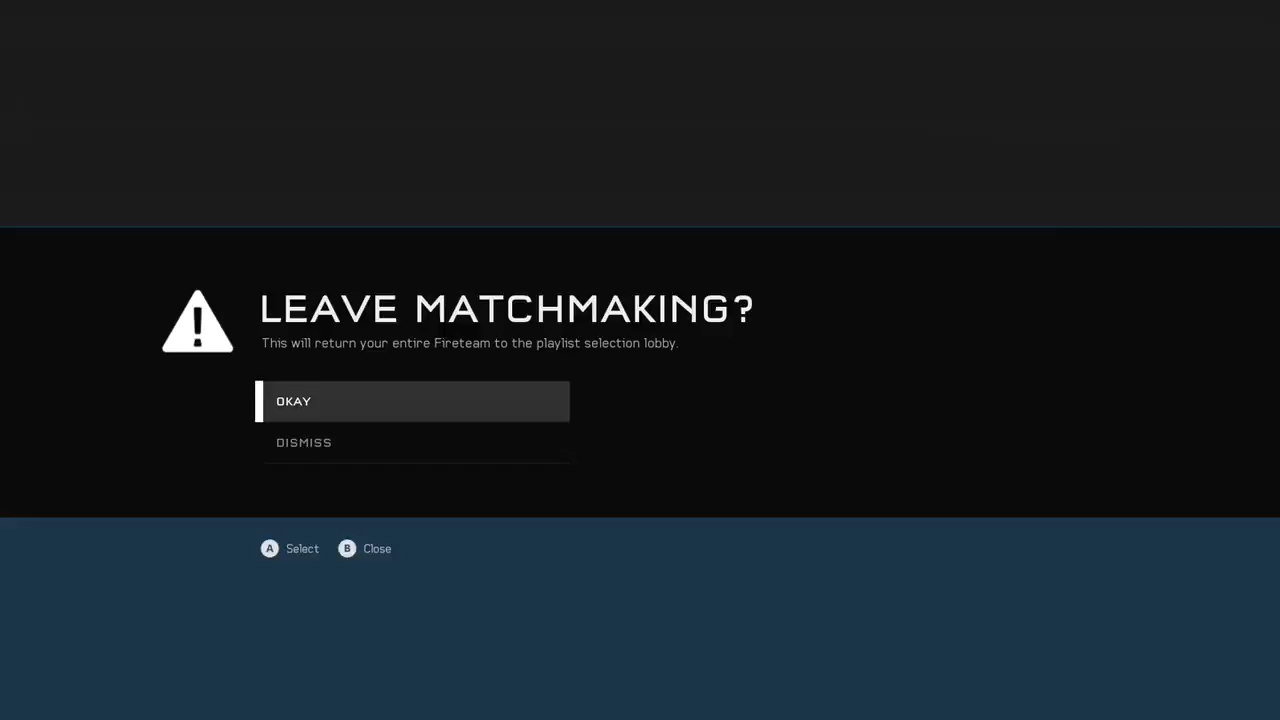 LEAVE MATCHMAKING?
This will return your entire Fireteam to the playlist selection lobby.
OKAY
DISMISS
A Select B Close